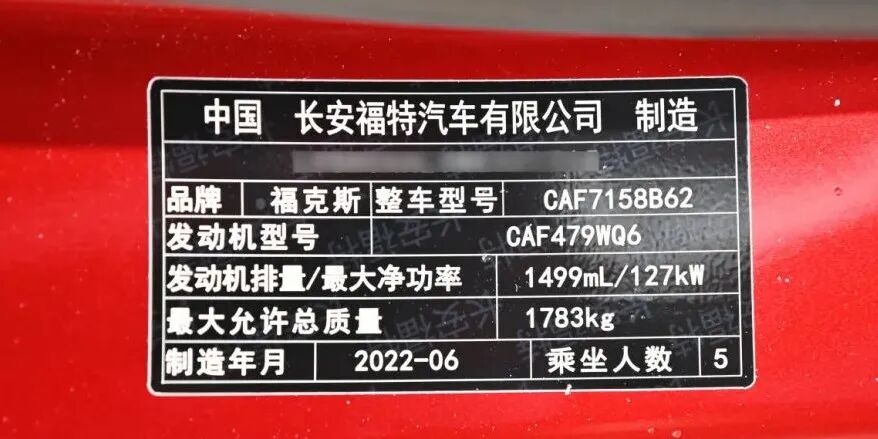 中国 长安福特汽车有限公司 制造
品牌 福克斯 整车型号 CAF7158B62
发动机型号 CAF479WQ6
发动机排量/最大净功率 1499mL/127kW
最大允许总质量 1783kg
制造年月 2022-06 乘坐人数 5